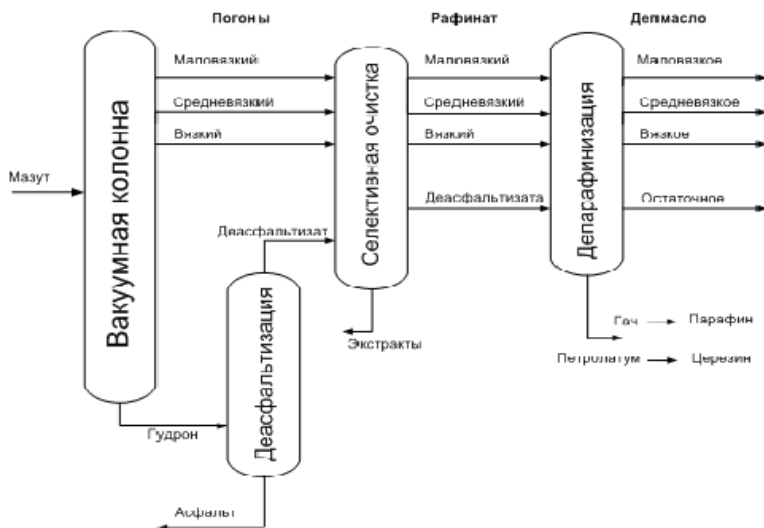 Погоны
Рафинат
Депмасло
Маловязкий
Маловязкий
Маловязкое
Средневязкий
Средневязкий
Средневязкое
Вязкий
Вязкий
Вязкое
Мазут
Вакуумная колонна
Селективная очистка
Депарафинизация
Деасфальтизата
Остаточное
Деасфальтизат
Деасфальтизация
Экстракты
Гач
Парафин
Петролатум
Церезин
Гудрон
Асфальт